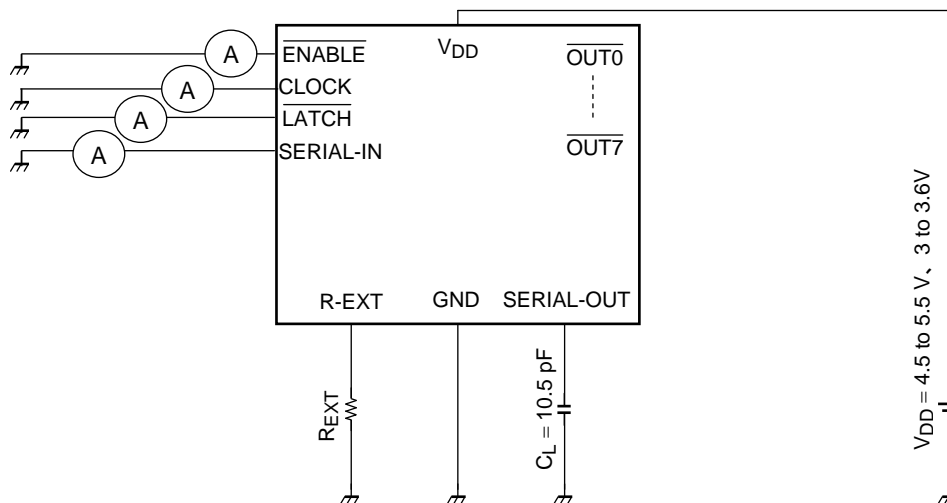 A
A
A
A
ENABLE
CLOCK
LATCH
SERIAL-IN
VDD
OUT0
OUT7
R-EXT
GND
SERIAL-OUT
REXT
CL = 10.5 pF
VDD = 4.5 to 5.5 V、3 to 3.6V